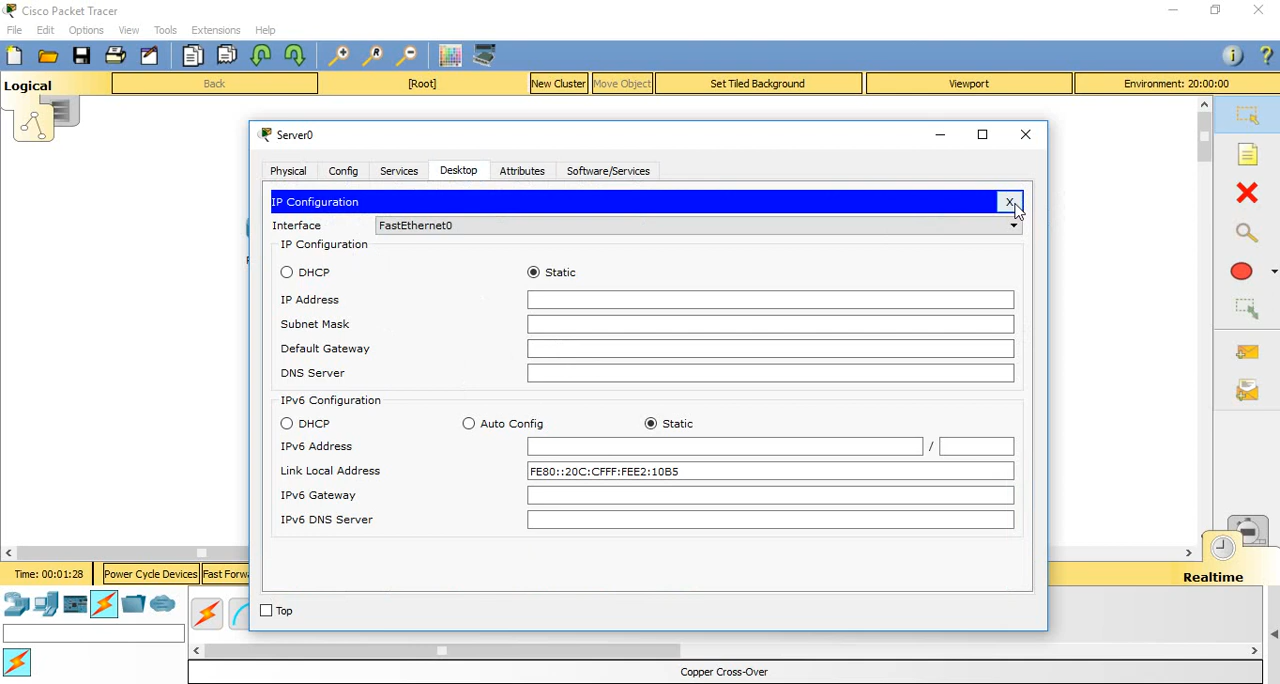 Cisco Packet Tracer
File Edit Options View Tools Extensions Help
Logical Back [Root] New Cluster Move Object Set Tiled Background Viewport Environment: 20:00:00
Server0
Physical Config Services Desktop Attributes Software/Services
IP Configuration X
Interface FastEthernet0
IP Configuration
DHCP Static
IP Address
Subnet Mask
Default Gateway
DNS Server
IPv6 Configuration
DHCP Auto Config Static
IPv6 Address /
Link Local Address FE80::20C:CFFF:FEE2:10B5
IPv6 Gateway
IPv6 DNS Server
Time: 00:01:28 Power Cycle Devices Fast Forw
Realtime
Top
Copper Cross-Over